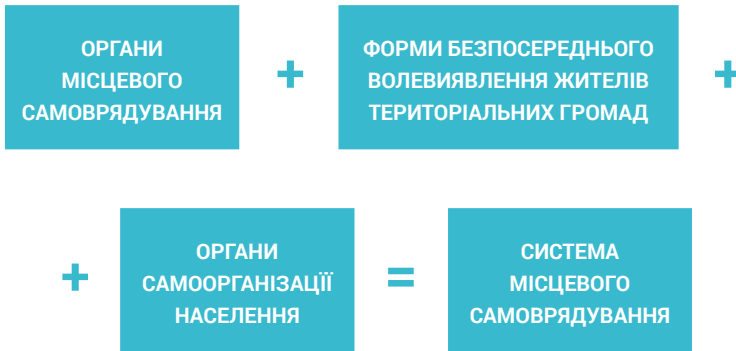 ОРГАНИ
МІСЦЕВОГО
САМОВРЯДУВАННЯ
+
ФОРМИ БЕЗПОСЕРЕДНЬОГО
ВОЛЕВИЯВЛЕННЯ ЖИТЕЛІВ
ТЕРИТОРІАЛЬНИХ ГРОМАД
+
+
ОРГАНИ
САМООРГАНІЗАЦІЇ
НАСЕЛЕННЯ
=
СИСТЕМА
МІСЦЕВОГО
САМОВРЯДУВАННЯ